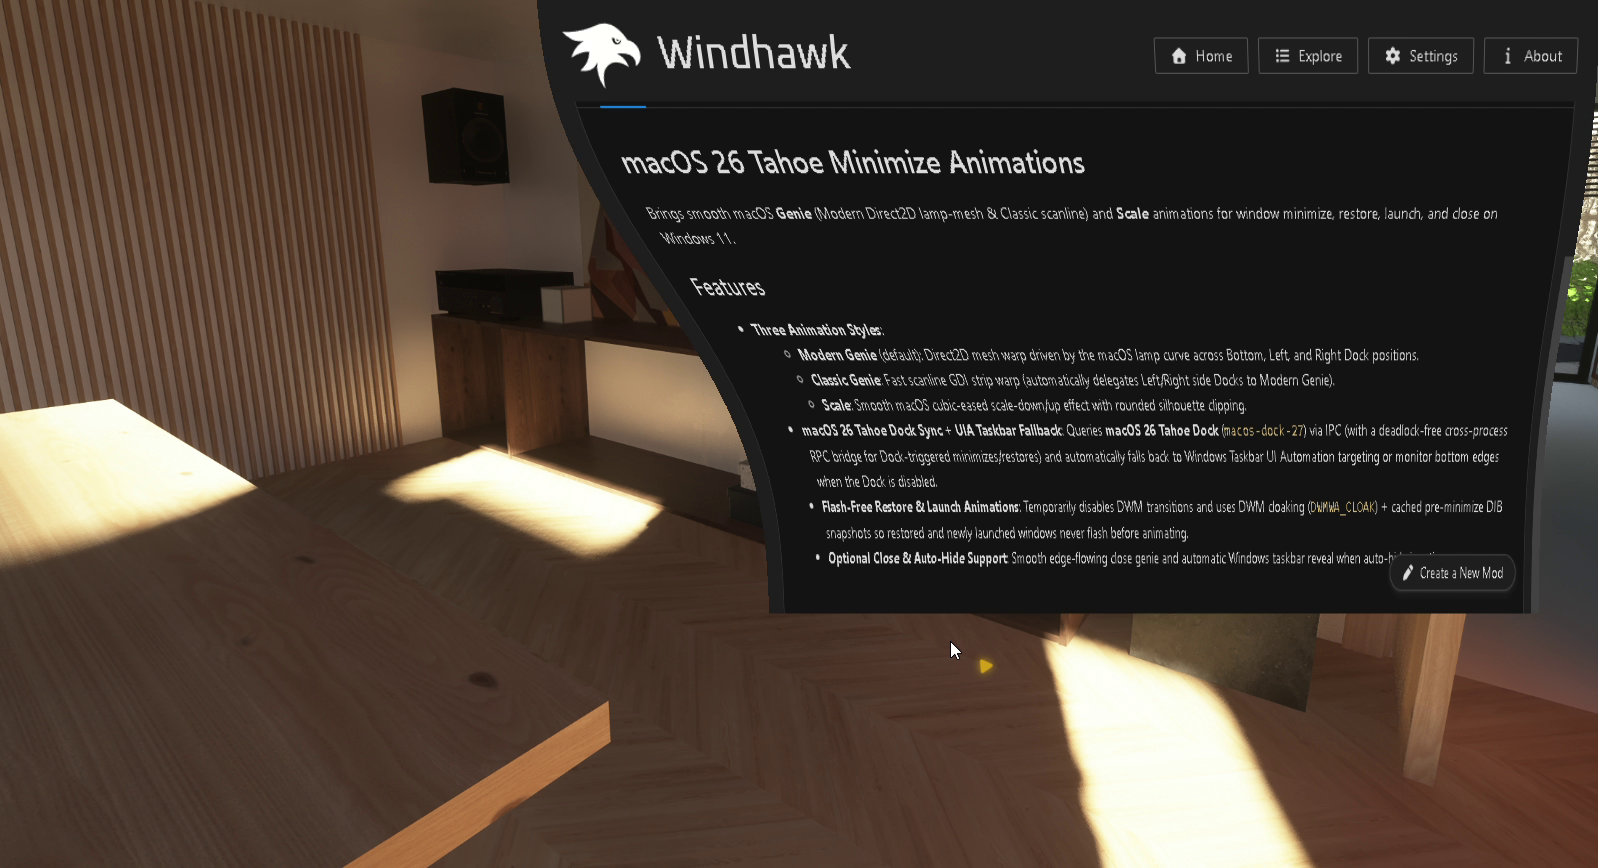 Windhawk
Home
Explore
Settings
About
macOS 26 Tahoe Minimize Animations
Brings smooth macOS Genie (Modern Direct2D lamp-mesh & Classic scanline) and Scale animations for window minimize, restore, launch, and close on
Windows 11.
Features
• Three Animation Styles:
◦ Modern Genie (default): Direct2D mesh warp driven by the macOS lamp curve across Bottom, Left, and Right Dock positions.
◦ Classic Genie: Fast scanline GDI strip warp (automatically delegates Left/Right side Docks to Modern Genie).
◦ Scale: Smooth macOS cubic-eased scale-down/up effect with rounded silhouette clipping.
• macOS 26 Tahoe Dock Sync + UIA Taskbar Fallback: Queries macOS 26 Tahoe Dock (macos-dock-27) via IPC (with a deadlock-free cross-process
RPC bridge for Dock-triggered minimizes/restores) and automatically falls back to Windows Taskbar UI Automation targeting or monitor bottom edges
when the Dock is disabled.
• Flash-Free Restore & Launch Animations: Temporarily disables DWM transitions and uses DWM cloaking (DWMWA_CLOAK) + cached pre-minimize DIB
snapshots so restored and newly launched windows never flash before animating.
• Optional Close & Auto-Hide Support: Smooth edge-flowing close genie and automatic Windows taskbar reveal when
Create a New Mod